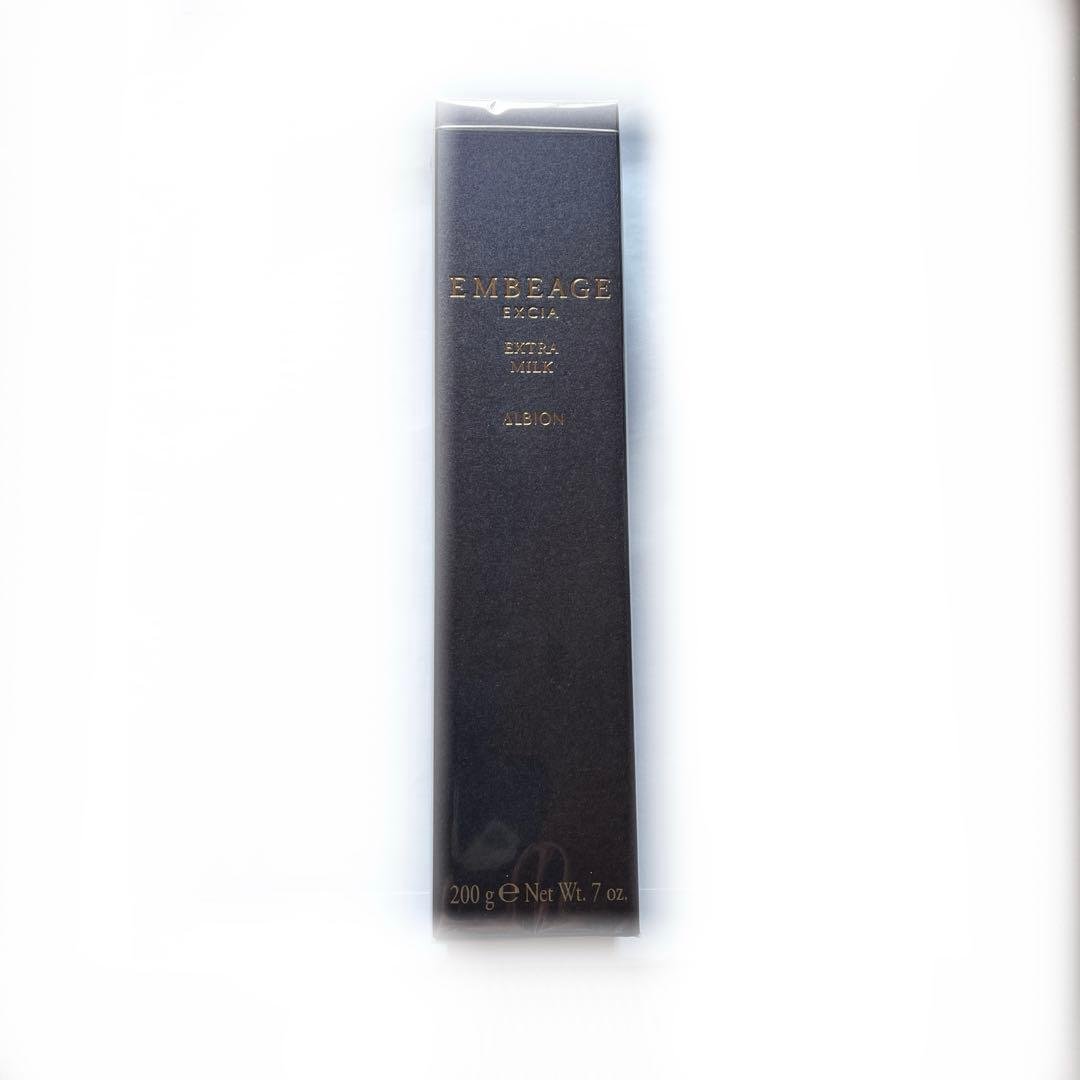 EMBEAGE
EXCIA
EXTRA
MILK
ALBION
200 g ℮ Net Wt. 7 oz.